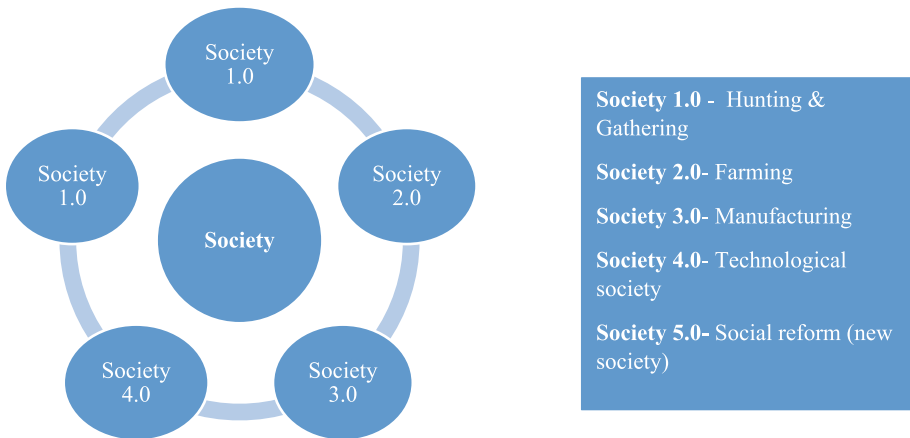 Society
1.0
Society
1.0
Society
2.0
Society
Society
4.0
Society
3.0
Society 1.0 - Hunting &
Gathering
Society 2.0- Farming
Society 3.0- Manufacturing
Society 4.0- Technological
society
Society 5.0- Social reform (new
society)